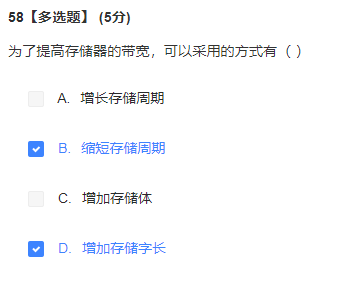 58【多选题】 (5分)
为了提高存储器的带宽，可以采用的方式有（ ）
A. 增长存储周期
B. 缩短存储周期
C. 增加存储体
D. 增加存储字长